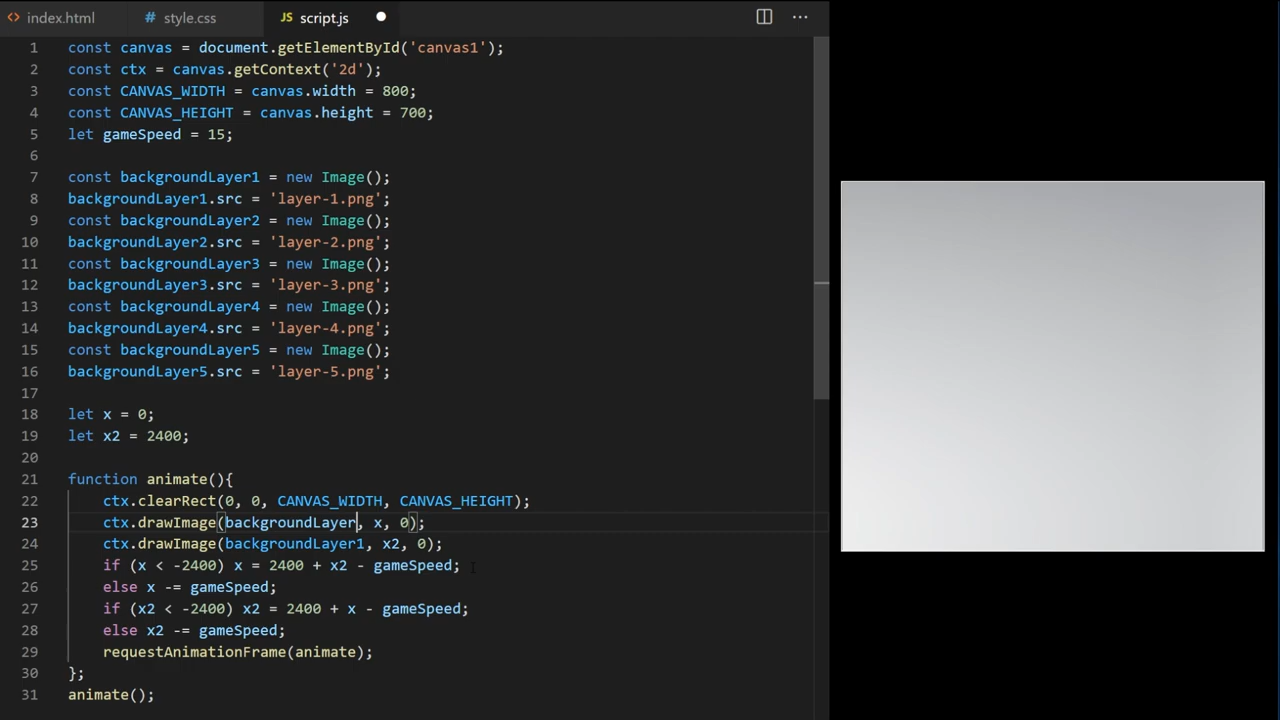 index.html
# style.css
JS script.js
1 const canvas = document.getElementById('canvas1');
2 const ctx = canvas.getContext('2d');
3 const CANVAS_WIDTH = canvas.width = 800;
4 const CANVAS_HEIGHT = canvas.height = 700;
5 let gameSpeed = 15;
6
7 const backgroundLayer1 = new Image();
8 backgroundLayer1.src = 'layer-1.png';
9 const backgroundLayer2 = new Image();
10 backgroundLayer2.src = 'layer-2.png';
11 const backgroundLayer3 = new Image();
12 backgroundLayer3.src = 'layer-3.png';
13 const backgroundLayer4 = new Image();
14 backgroundLayer4.src = 'layer-4.png';
15 const backgroundLayer5 = new Image();
16 backgroundLayer5.src = 'layer-5.png';
17
18 let x = 0;
19 let x2 = 2400;
20
21 function animate(){
22 ctx.clearRect(0, 0, CANVAS_WIDTH, CANVAS_HEIGHT);
23 ctx.drawImage(backgroundLayer, x, 0);
24 ctx.drawImage(backgroundLayer1, x2, 0);
25 if (x < -2400) x = 2400 + x2 - gameSpeed;
26 else x -= gameSpeed;
27 if (x2 < -2400) x2 = 2400 + x - gameSpeed;
28 else x2 -= gameSpeed;
29 requestAnimationFrame(animate);
30 };
31 animate();